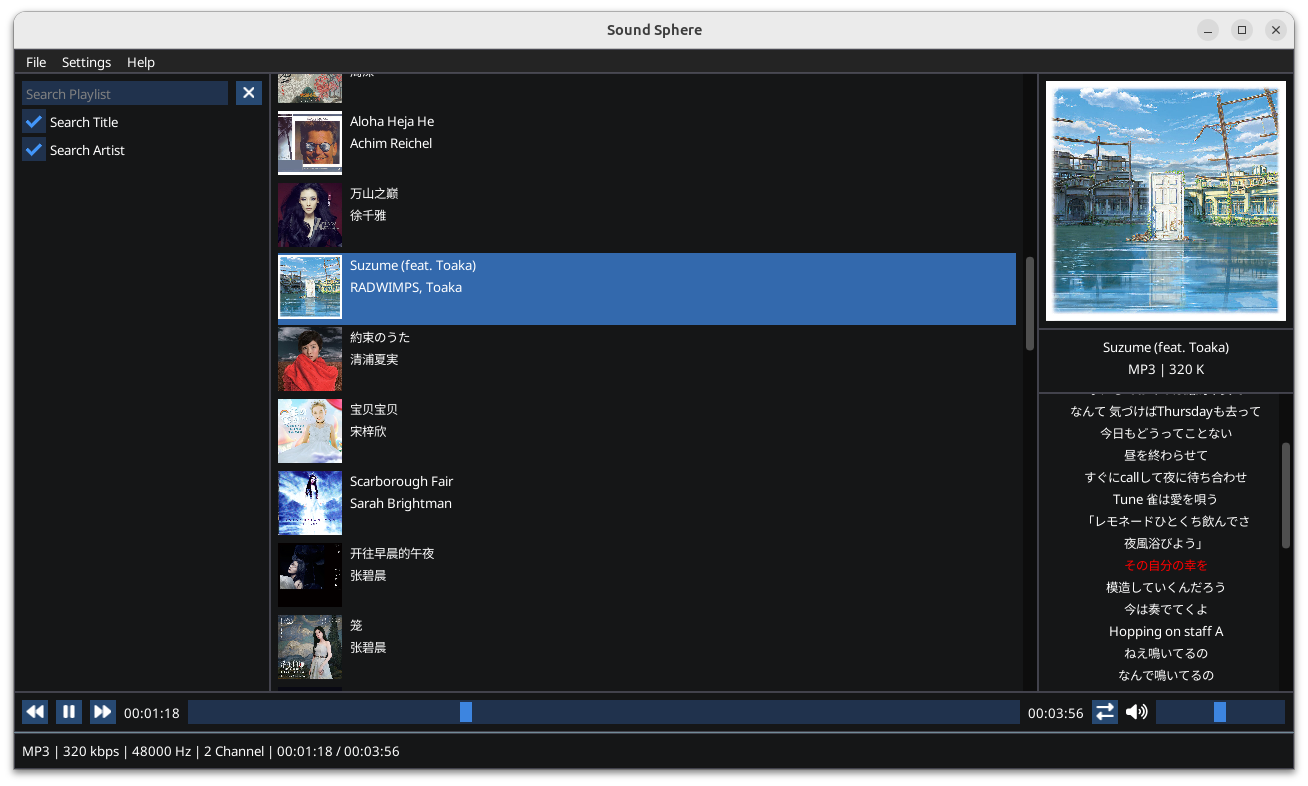 Sound Sphere
File Settings Help
Search Playlist
Search Title
Search Artist
Aloha Heja He
Achim Reichel
万山之巅
徐千雅
Suzume (feat. Toaka)
RADWIMPS, Toaka
約束のうた
清浦夏実
宝贝宝贝
宋梓欣
Scarborough Fair
Sarah Brightman
开往早晨的午夜
张碧晨
笼
张碧晨
Suzume (feat. Toaka)
MP3 | 320 K
なんて 気づけばThursdayも去って
今日もどうってことない
昼を終わらせて
すぐにcallして夜に待ち合わせ
Tune 雀は愛を唄う
「レモネードひとくち飲んでさ
夜風浴びよう」
その自分の幸を
模造していくんだろう
今は奏でてくよ
Hopping on staff A
ねえ鳴いてるの
なんで鳴いてるの
00:01:18
00:03:56
MP3 | 320 kbps | 48000 Hz | 2 Channel | 00:01:18 / 00:03:56